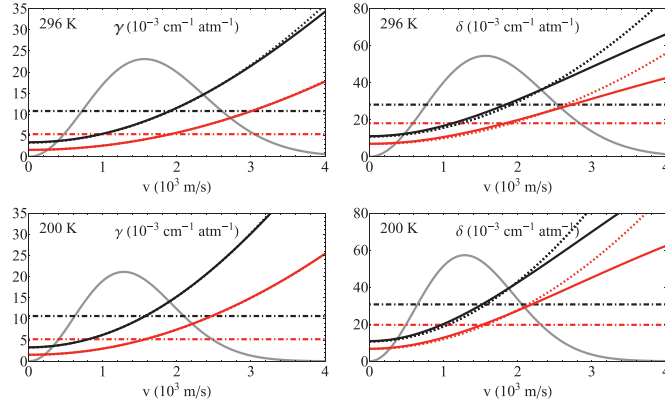 296 K γ (10⁻³ cm⁻¹ atm⁻¹)
35
30
25
20
15
10
5
0
0 1 2 3 4
v (10³ m/s)
296 K δ (10⁻³ cm⁻¹ atm⁻¹)
80
60
40
20
0
0 1 2 3 4
v (10³ m/s)
200 K γ (10⁻³ cm⁻¹ atm⁻¹)
35
30
25
20
15
10
5
0
0 1 2 3 4
v (10³ m/s)
200 K δ (10⁻³ cm⁻¹ atm⁻¹)
80
60
40
20
0
0 1 2 3 4
v (10³ m/s)